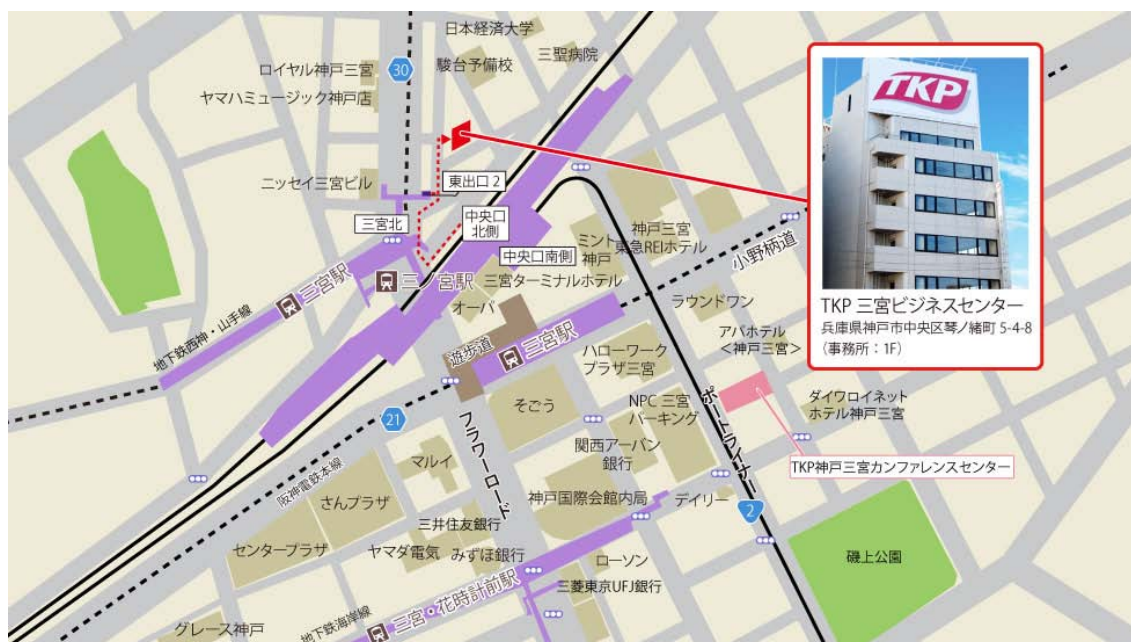 日本経済大学
三聖病院
駿台予備校
30
ロイヤル神戸三宮
ヤマハミュージック神戸店
TKP
ニッセイ三宮ビル
東出口2
三宮北
中央口
北側
中央口南側
ミント
神戸
神戸三宮
東急REIホテル
小野柄道
三宮駅
三ノ宮駅
三宮ターミナルホテル
オーパ
ラウンドワン
TKP 三宮ビジネスセンター
兵庫県神戸市中央区琴ノ緒町 5-4-8
（事務所：1F）
地下鉄西神・山手線
遊歩道
三宮駅
アパホテル
＜神戸三宮＞
ハローワーク
プラザ三宮
21
そごう
NPC 三宮
パーキング
ポートライナー
ダイワロイネット
ホテル神戸三宮
フラワーロード
関西アーバン
銀行
TKP神戸三宮カンファレンスセンター
阪神電鉄本線
マルイ
さんプラザ
神戸国際会館内局
デイリー
2
三井住友銀行
センタープラザ
ヤマダ電気
みずほ銀行
ローソン
磯上公園
三菱東京UFJ銀行
三宮・花時計前駅
地下鉄海岸線
グレース神戸